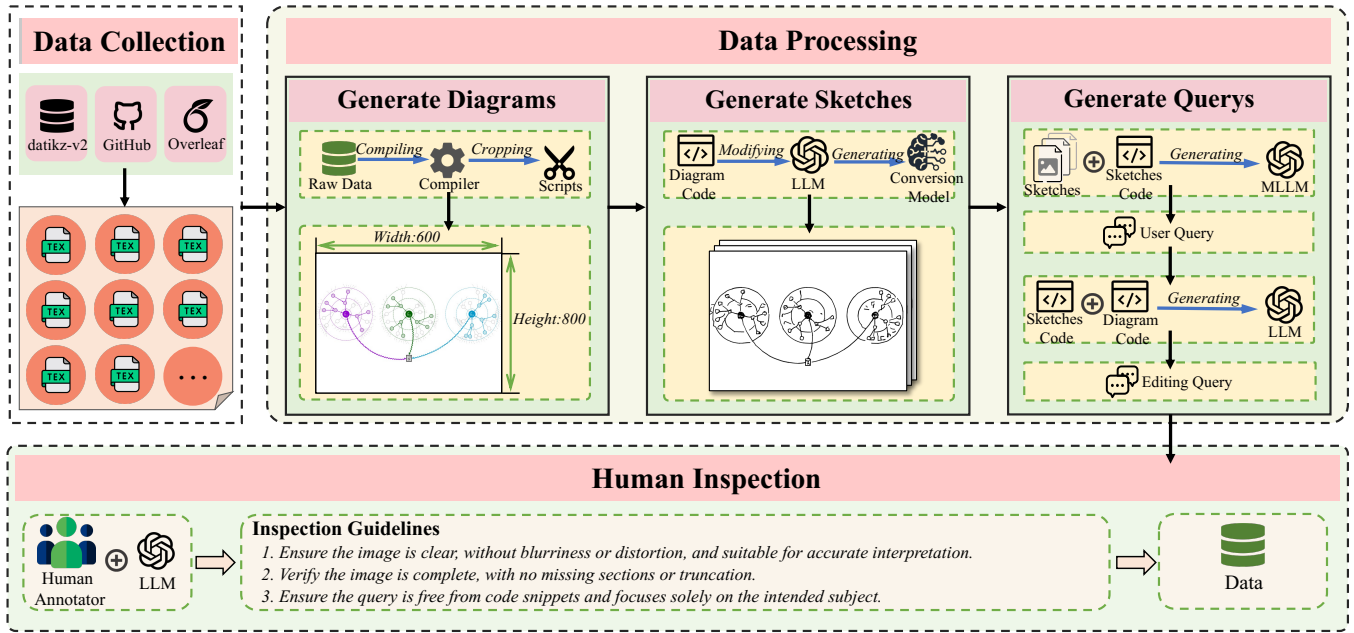 Data Collection
datikz-v2
GitHub
Overleaf
TEX
TEX
TEX
TEX
TEX
TEX
TEX
TEX
...
Data Processing
Generate Diagrams
Compiling
Cropping
Raw Data
Compiler
Scripts
Width:600
Height:800
Generate Sketches
Modifying
Generating
Diagram
Code
LLM
Conversion
Model
Generate Querys
Generating
Sketches
Sketches
Code
MLLM
User Query
Generating
Sketches
Code
Diagram
Code
LLM
Editing Query
Human Inspection
Human
Annotator
LLM
Inspection Guidelines
1. Ensure the image is clear, without blurriness or distortion, and suitable for accurate interpretation.
2. Verify the image is complete, with no missing sections or truncation.
3. Ensure the query is free from code snippets and focuses solely on the intended subject.
Data